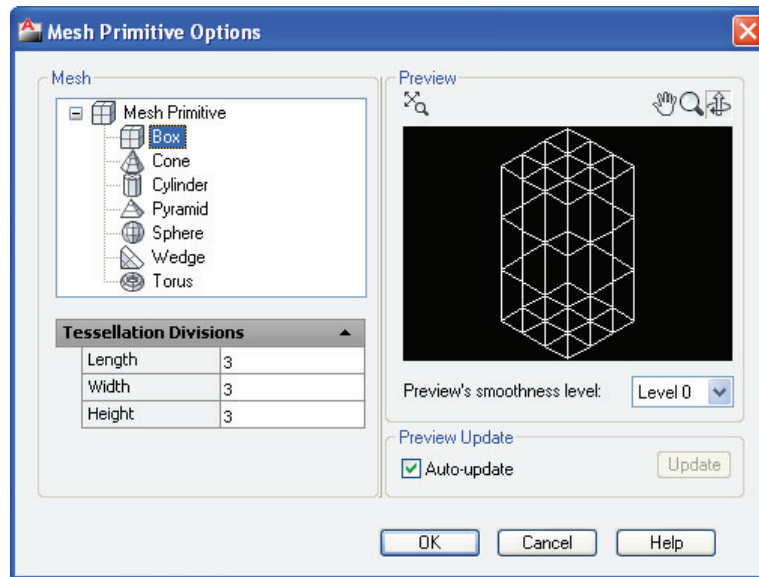 Mesh Primitive Options
Mesh
Mesh Primitive
Box
Cone
Cylinder
Pyramid
Sphere
Wedge
Torus
Tessellation Divisions
Length 3
Width 3
Height 3
Preview
Preview's smoothness level: Level 0
Preview Update
Auto-update Update
OK Cancel Help